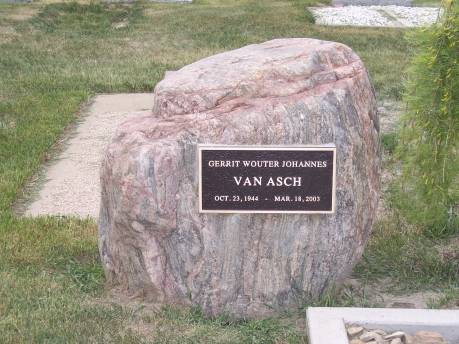 GERRIT WOUTER JOHANNES
VAN ASCH
OCT. 23, 1944 - MAR. 18, 2003